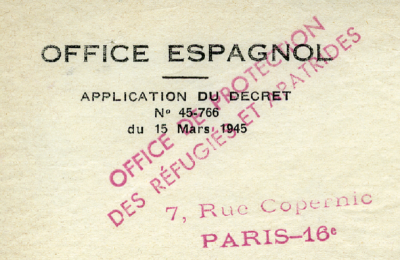 OFFICE ESPAGNOL
APPLICATION DU DECRET
Nº 45-766
du 15 Mars 1945
OFFICE DE PROTECTION
DES RÉFUGIÉS ET APATRIDES
7, Rue Copernic
PARIS–16e